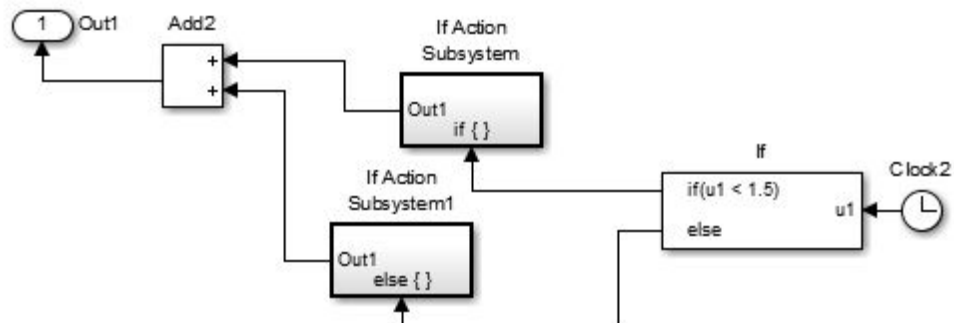 1
Out1
Add2
+
+
If Action
Subsystem
Out1
if { }
If Action
Subsystem1
Out1
else { }
If
if(u1 < 1.5)
else
u1
Clock2